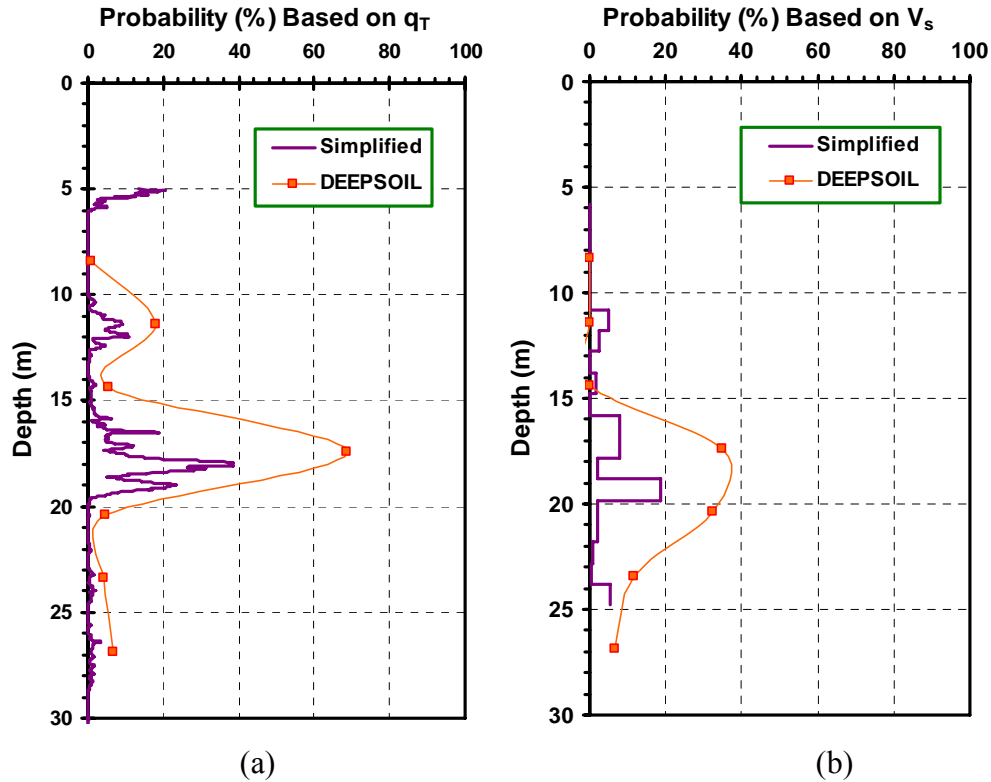 Probability (%) Based on qT
0 20 40 60 80 100
0
5
10
15
20
25
30
Depth (m)
Simplified
DEEPSOIL
(a)
Probability (%) Based on Vs
0 20 40 60 80 100
0
5
10
15
20
25
30
Depth (m)
Simplified
DEEPSOIL
(b)